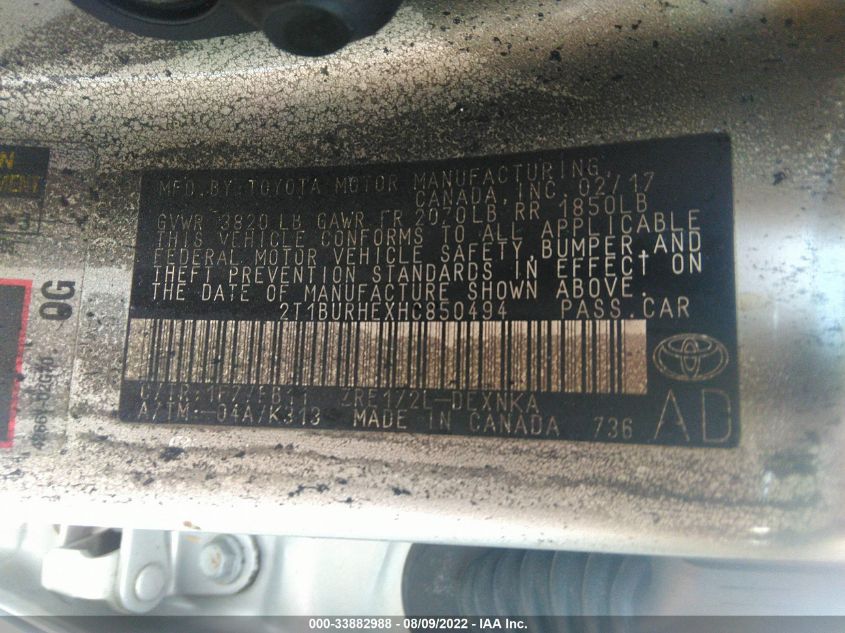 MFD. BY: TOYOTA MOTOR MANUFACTURING,
CANADA, INC. 02/17
GVWR 3820 LB GAWR FR 2070LB RR 1850LB
THIS VEHICLE CONFORMS TO ALL APPLICABLE
FEDERAL MOTOR VEHICLE SAFETY, BUMPER, AND
THEFT PREVENTION STANDARDS IN EFFECT ON
THE DATE OF MANUFACTURE SHOWN ABOVE.
2T1BURHEXHC850494 PASS.CAR
ZRE172L-DEXNKA
A/TM:-04A/K313 MADE IN CANADA 736
AD
OG
000-33882988 - 08/09/2022 - IAA Inc.